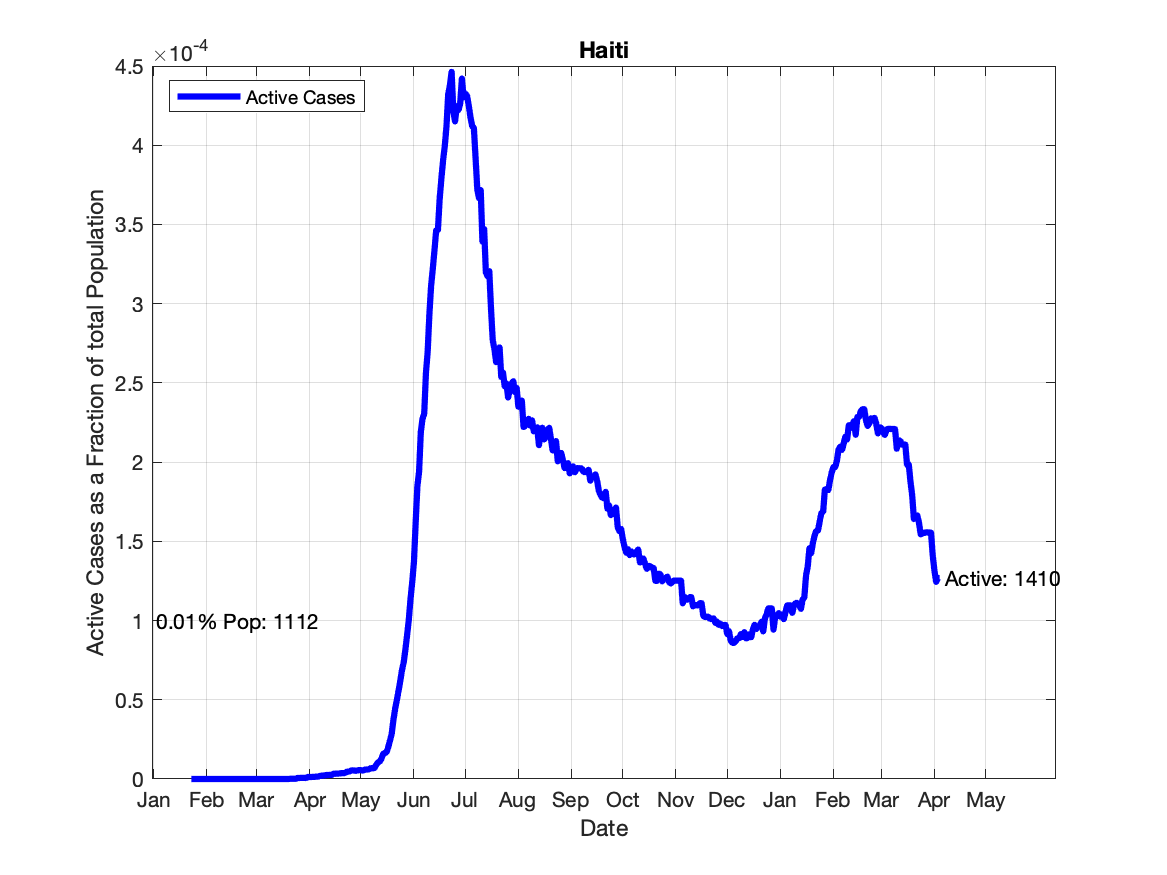 Haiti
×10-4
Active Cases
4.5
4
3.5
3
2.5
2
1.5
1
0.5
0
Active Cases as a Fraction of total Population
0.01% Pop: 1112
Active: 1410
Jan Feb Mar Apr May Jun Jul Aug Sep Oct Nov Dec Jan Feb Mar Apr May
Date